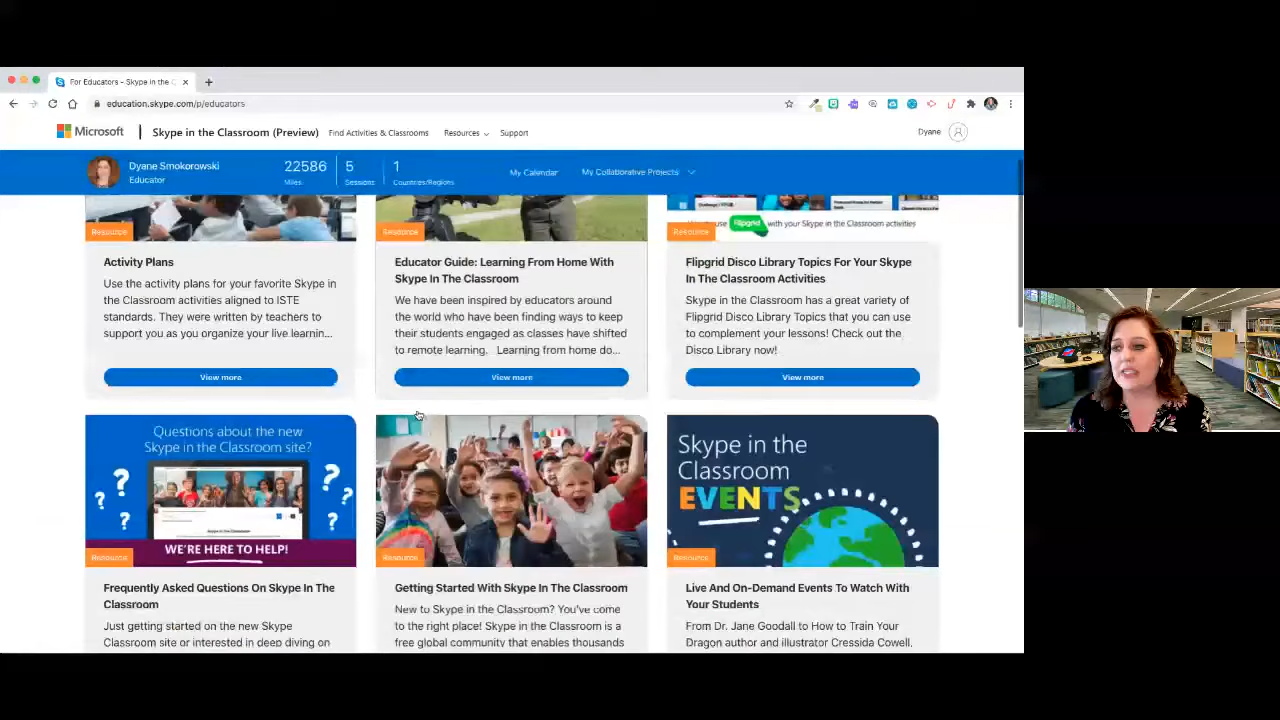 For Educators - Skype in the C
education.skype.com/p/educators
Microsoft
Skype in the Classroom (Preview)
Find Activities & Classrooms
Resources
Support
Dyane
Dyane Smokorowski
Educator
22586
Miles
5
Sessions
1
Countries/Regions
My Calendar
My Collaborative Projects
use Flipgrid with your Skype in the Classroom activities
Resource
Resource
Resource
Activity Plans
Use the activity plans for your favorite Skype in
the Classroom activities aligned to ISTE
standards. They were written by teachers to
support you as you organize your live learnin...
View more
Educator Guide: Learning From Home With
Skype In The Classroom
We have been inspired by educators around
the world who have been finding ways to keep
their students engaged as classes have shifted
to remote learning. Learning from home do...
View more
Flipgrid Disco Library Topics For Your Skype
In The Classroom Activities
Skype in the Classroom has a great variety of
Flipgrid Disco Library Topics that you can use
to complement your lessons! Check out the
Disco Library now!
View more
Questions about the new
Skype in the Classroom site?
WE'RE HERE TO HELP!
Resource
Frequently Asked Questions On Skype In The
Classroom
Just getting started on the new Skype
Classroom site or interested in deep diving on
Resource
Getting Started With Skype In The Classroom
New to Skype in the Classroom? You've come
to the right place! Skype in the Classroom is a
free global community that enables thousands
Skype in the
Classroom
EVENTS
Resource
Live And On-Demand Events To Watch With
Your Students
From Dr. Jane Goodall to How to Train Your
Dragon author and illustrator Cressida Cowell,